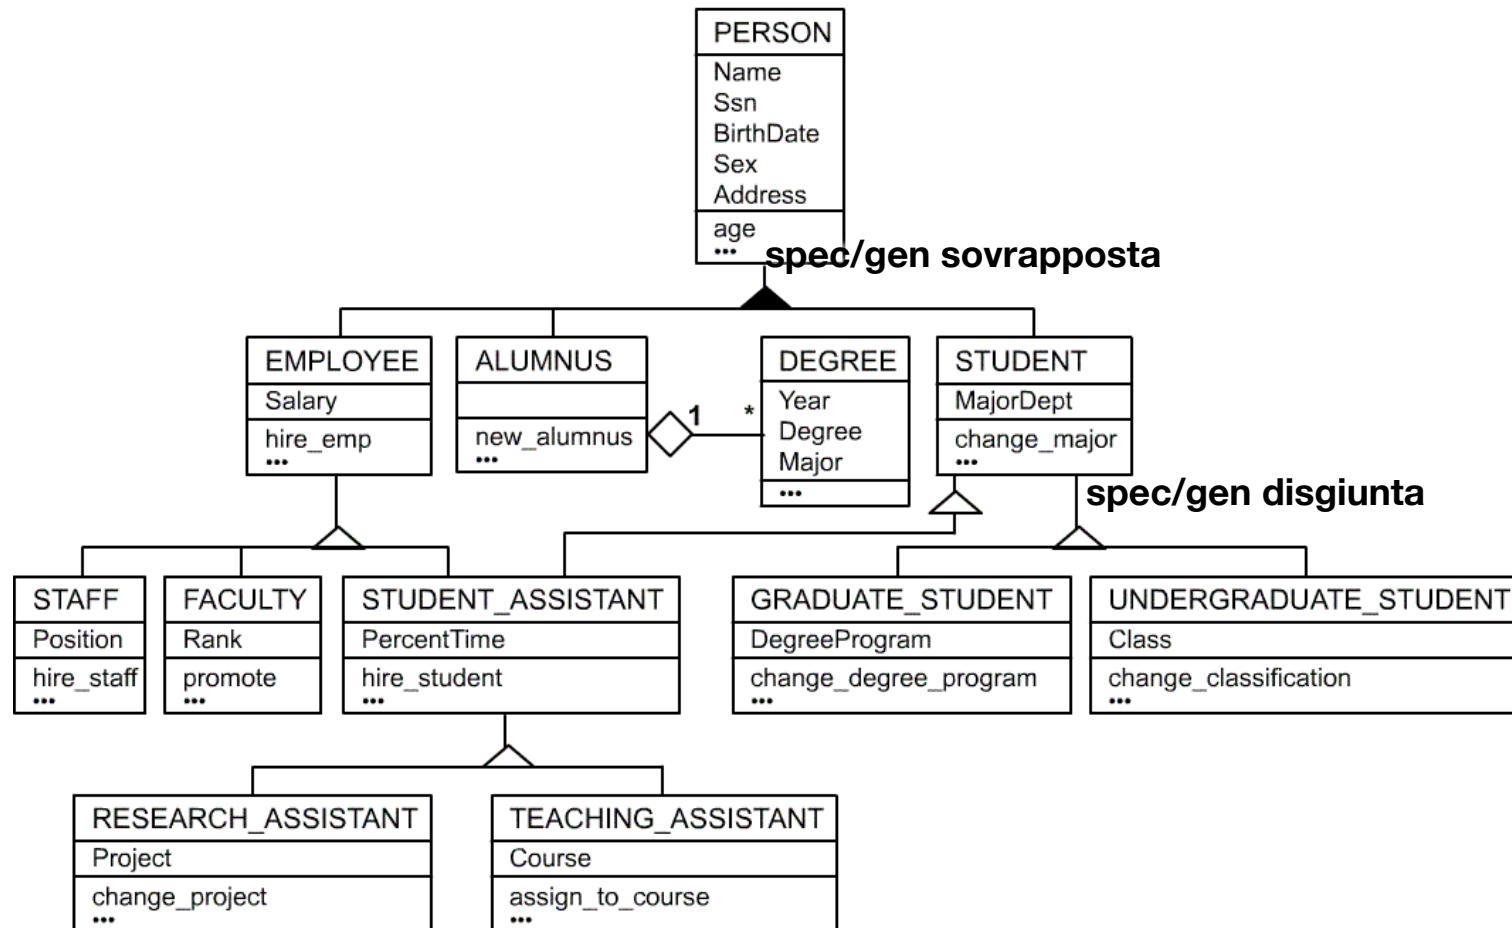 PERSON
Name
Ssn
BirthDate
Sex
Address
age
•••
spec/gen sovrapposta
EMPLOYEE
Salary
hire_emp
•••
ALUMNUS
new_alumnus
•••
1
*
DEGREE
Year
Degree
Major
•••
STUDENT
MajorDept
change_major
•••
spec/gen disgiunta
STAFF
Position
hire_staff
•••
FACULTY
Rank
promote
•••
STUDENT_ASSISTANT
PercentTime
hire_student
•••
GRADUATE_STUDENT
DegreeProgram
change_degree_program
•••
UNDERGRADUATE_STUDENT
Class
change_classification
•••
RESEARCH_ASSISTANT
Project
change_project
•••
TEACHING_ASSISTANT
Course
assign_to_course
•••